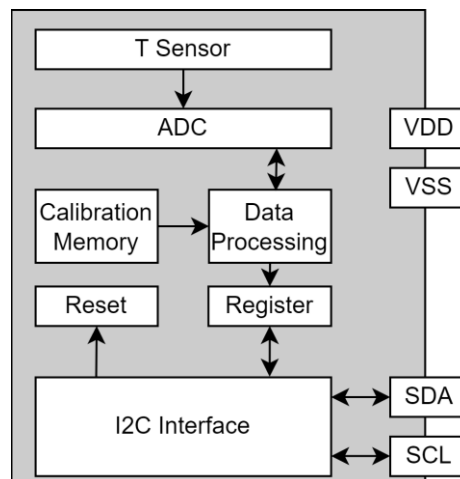 T Sensor
ADC
VDD
VSS
Calibration
Memory
Data
Processing
Reset
Register
I2C Interface
SDA
SCL